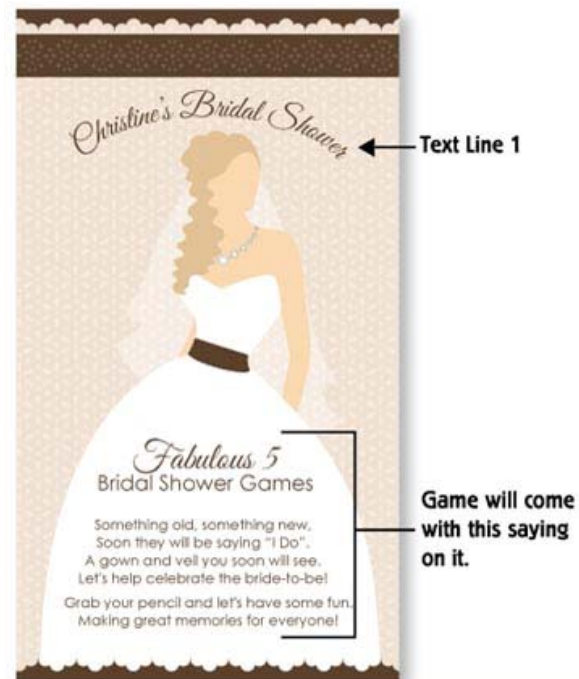 Christine's Bridal Shower
Text Line 1
Fabulous 5
Bridal Shower Games
Something old, something new,
Soon they will be saying "I Do".
A gown and veil you soon will see.
Let's help celebrate the bride-to-be!
Grab your pencil and let's have some fun.
Making great memories for everyone!
Game will come
with this saying
on it.